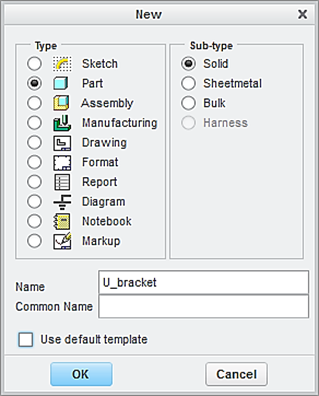 New
Type
Sketch
Part
Assembly
Manufacturing
Drawing
Format
Report
Diagram
Notebook
Markup
Sub-type
Solid
Sheetmetal
Bulk
Harness
Name U_bracket
Common Name
Use default template
OK Cancel